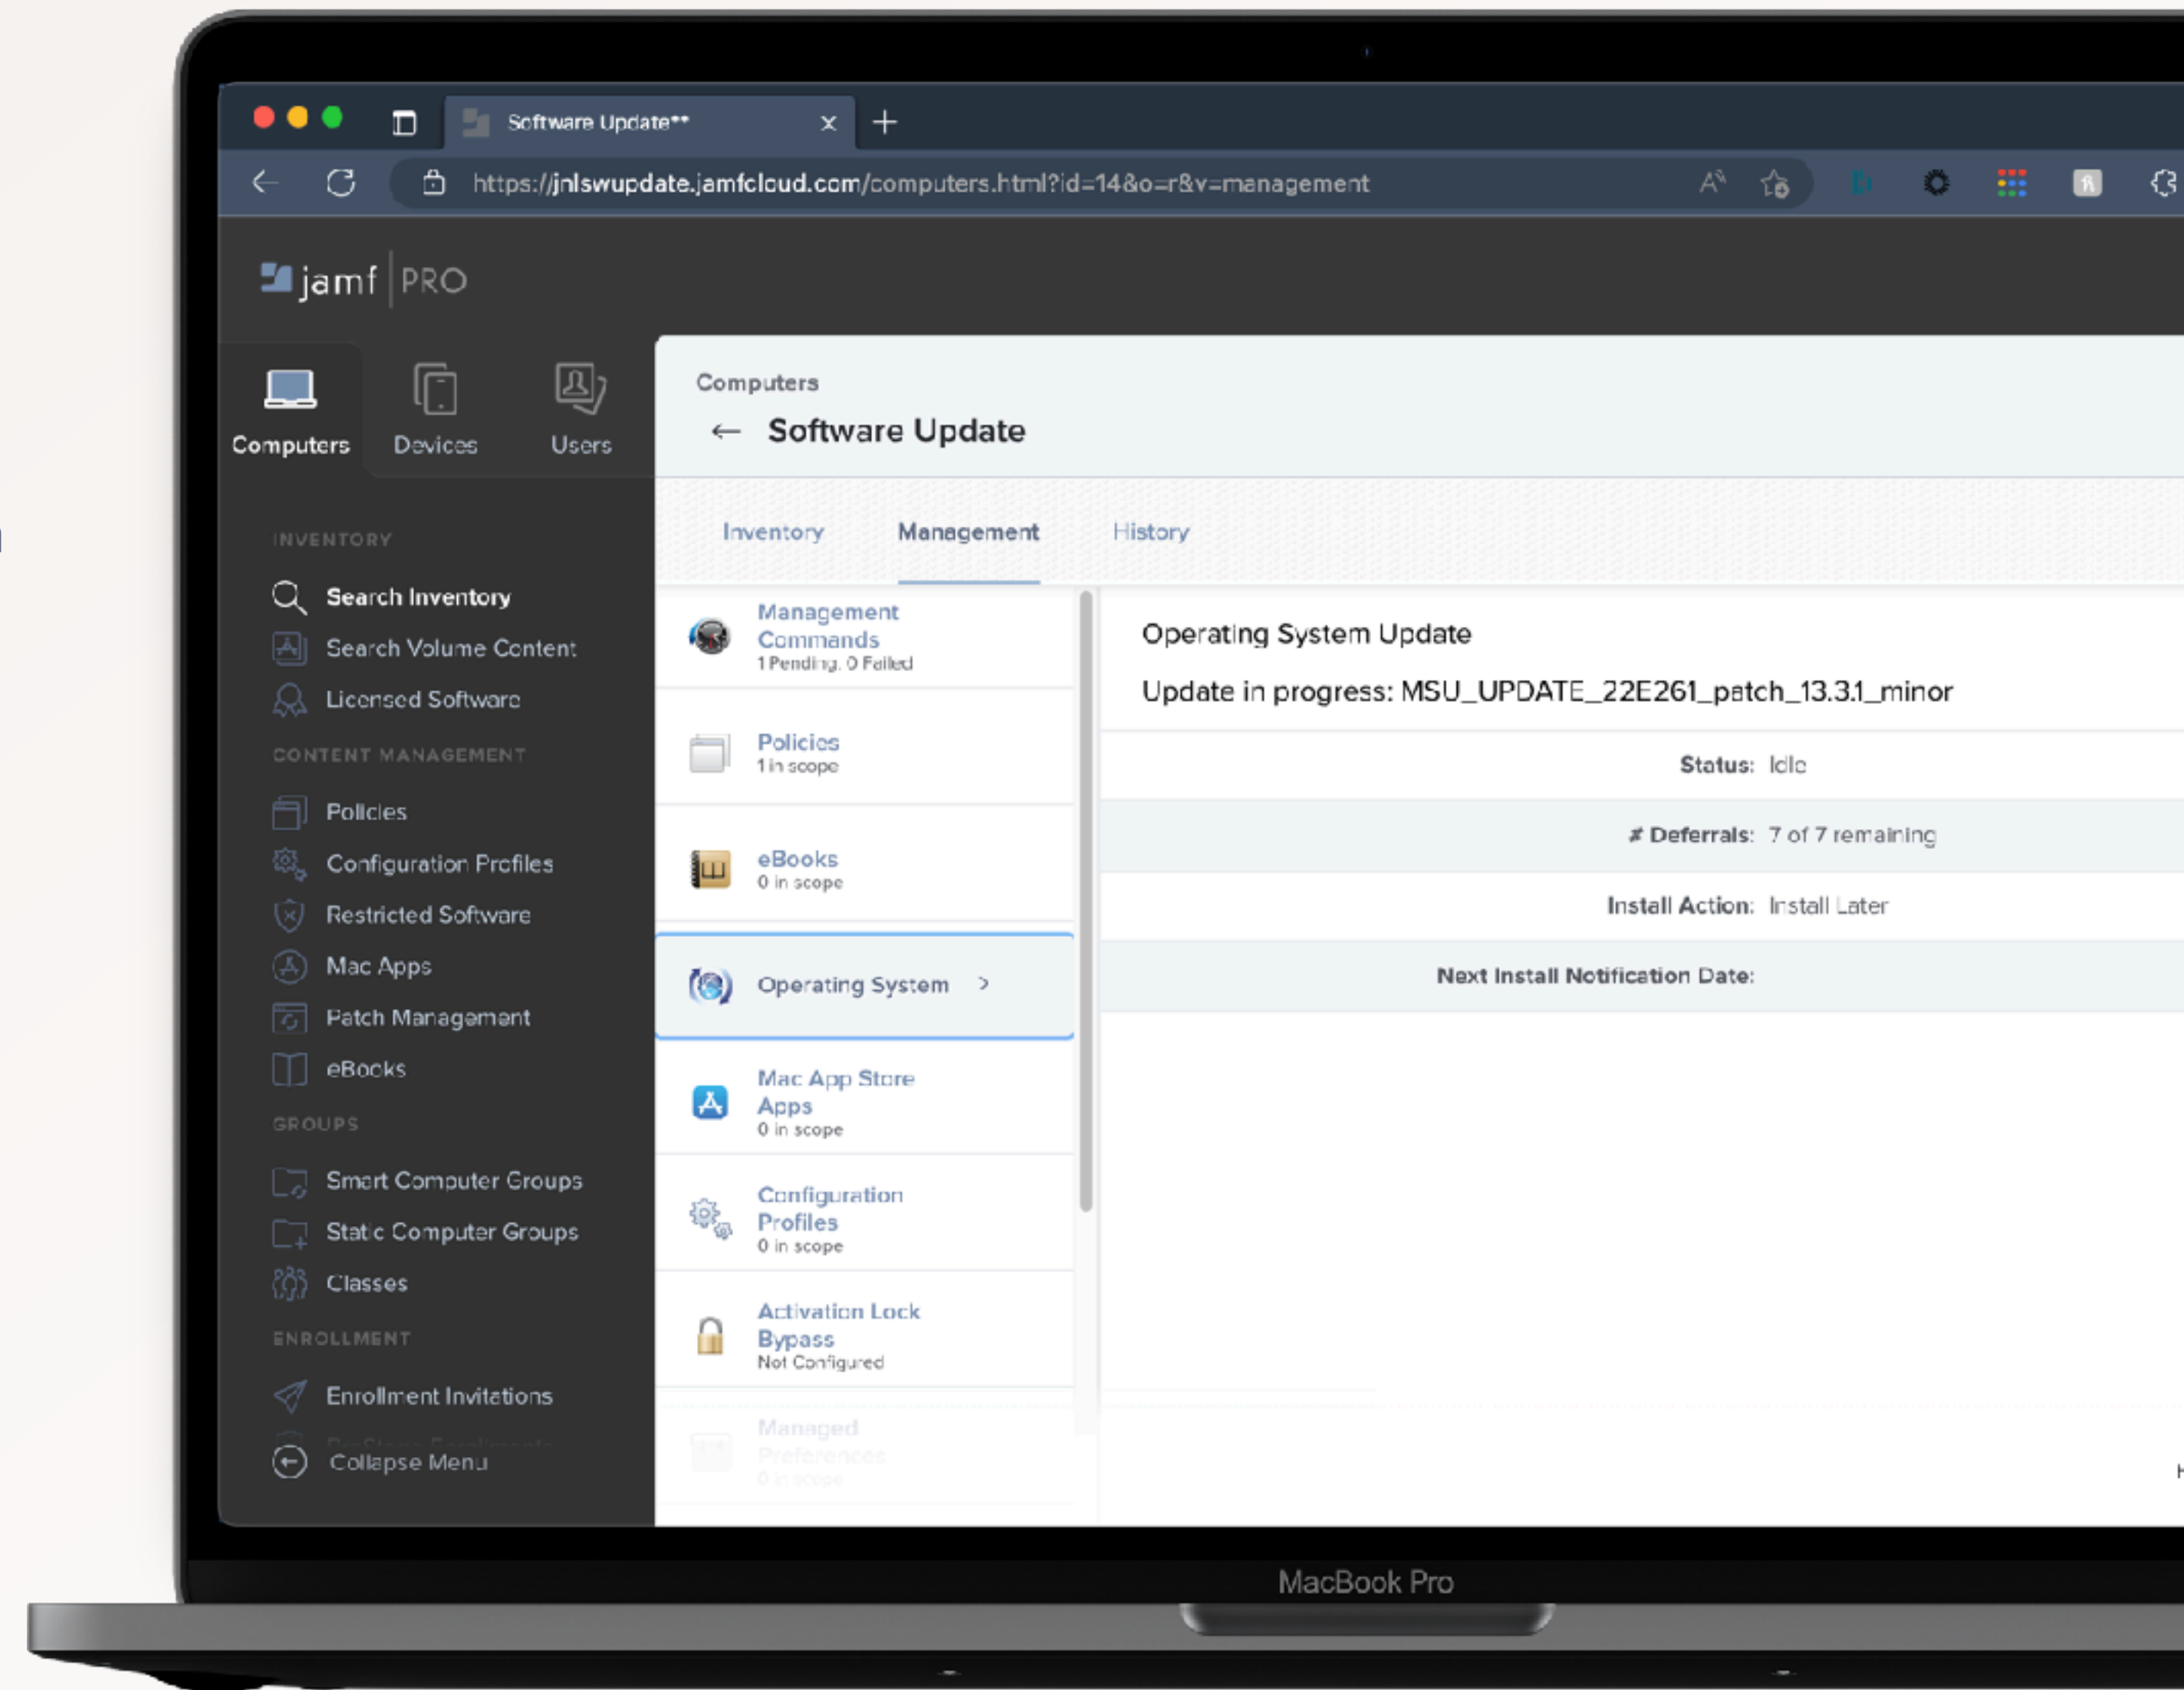 Software Update**
https://jnlswupdate.jamfcloud.com/computers.html?id=14&o=r&v=management
jamf PRO
Computers
Devices
Users
INVENTORY
Search Inventory
Search Volume Content
Licensed Software
CONTENT MANAGEMENT
Policies
Configuration Profiles
Restricted Software
Mac Apps
Patch Management
eBooks
GROUPS
Smart Computer Groups
Static Computer Groups
Classes
ENROLLMENT
Enrollment Invitations
Collapse Menu
Computers
Software Update
Inventory
Management
History
Management
Commands
1 Pending, 0 Failed
Policies
1 in scope
eBooks
0 in scope
Operating System
Mac App Store
Apps
0 in scope
Configuration
Profiles
0 in scope
Activation Lock
Bypass
Not Configured
Managed
Preferences
0 in scope
Operating System Update
Update in progress: MSU_UPDATE_22E261_patch_13.3.1_minor
Status: Idle
# Deferrals: 7 of 7 remaining
Install Action: Install Later
Next Install Notification Date:
MacBook Pro